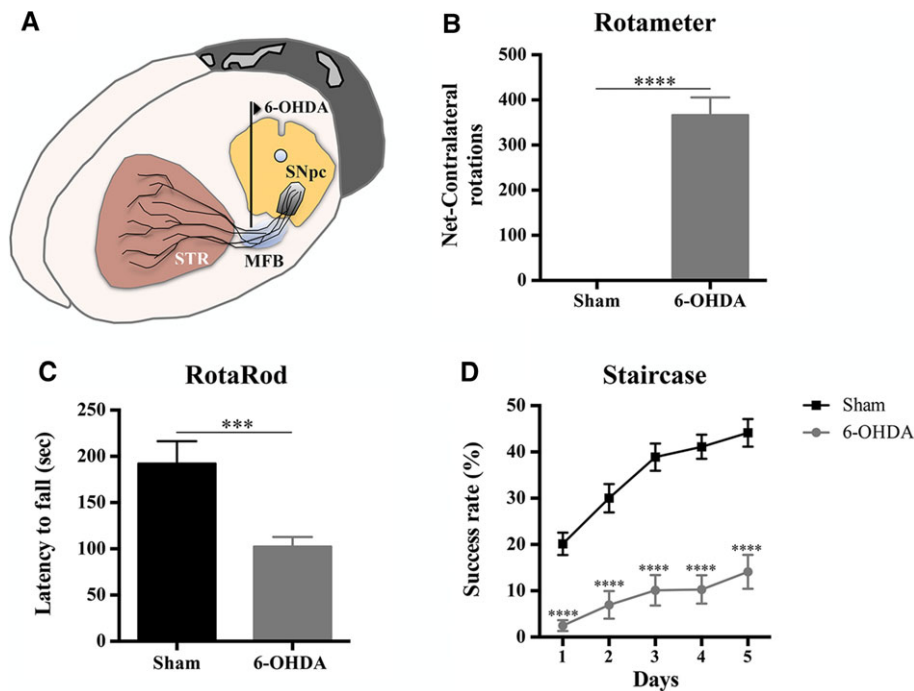 A
6-OHDA
SNpc
STR
MFB
B
Rotameter
Net-Contralateral
rotations
500
400
300
200
100
0
****
Sham
6-OHDA
C
RotaRod
Latency to fall (sec)
250
200
150
100
50
0
***
Sham
6-OHDA
D
Staircase
Success rate (%)
50
40
30
20
10
0
****
****
****
****
****
1 2 3 4 5
Days
Sham
6-OHDA